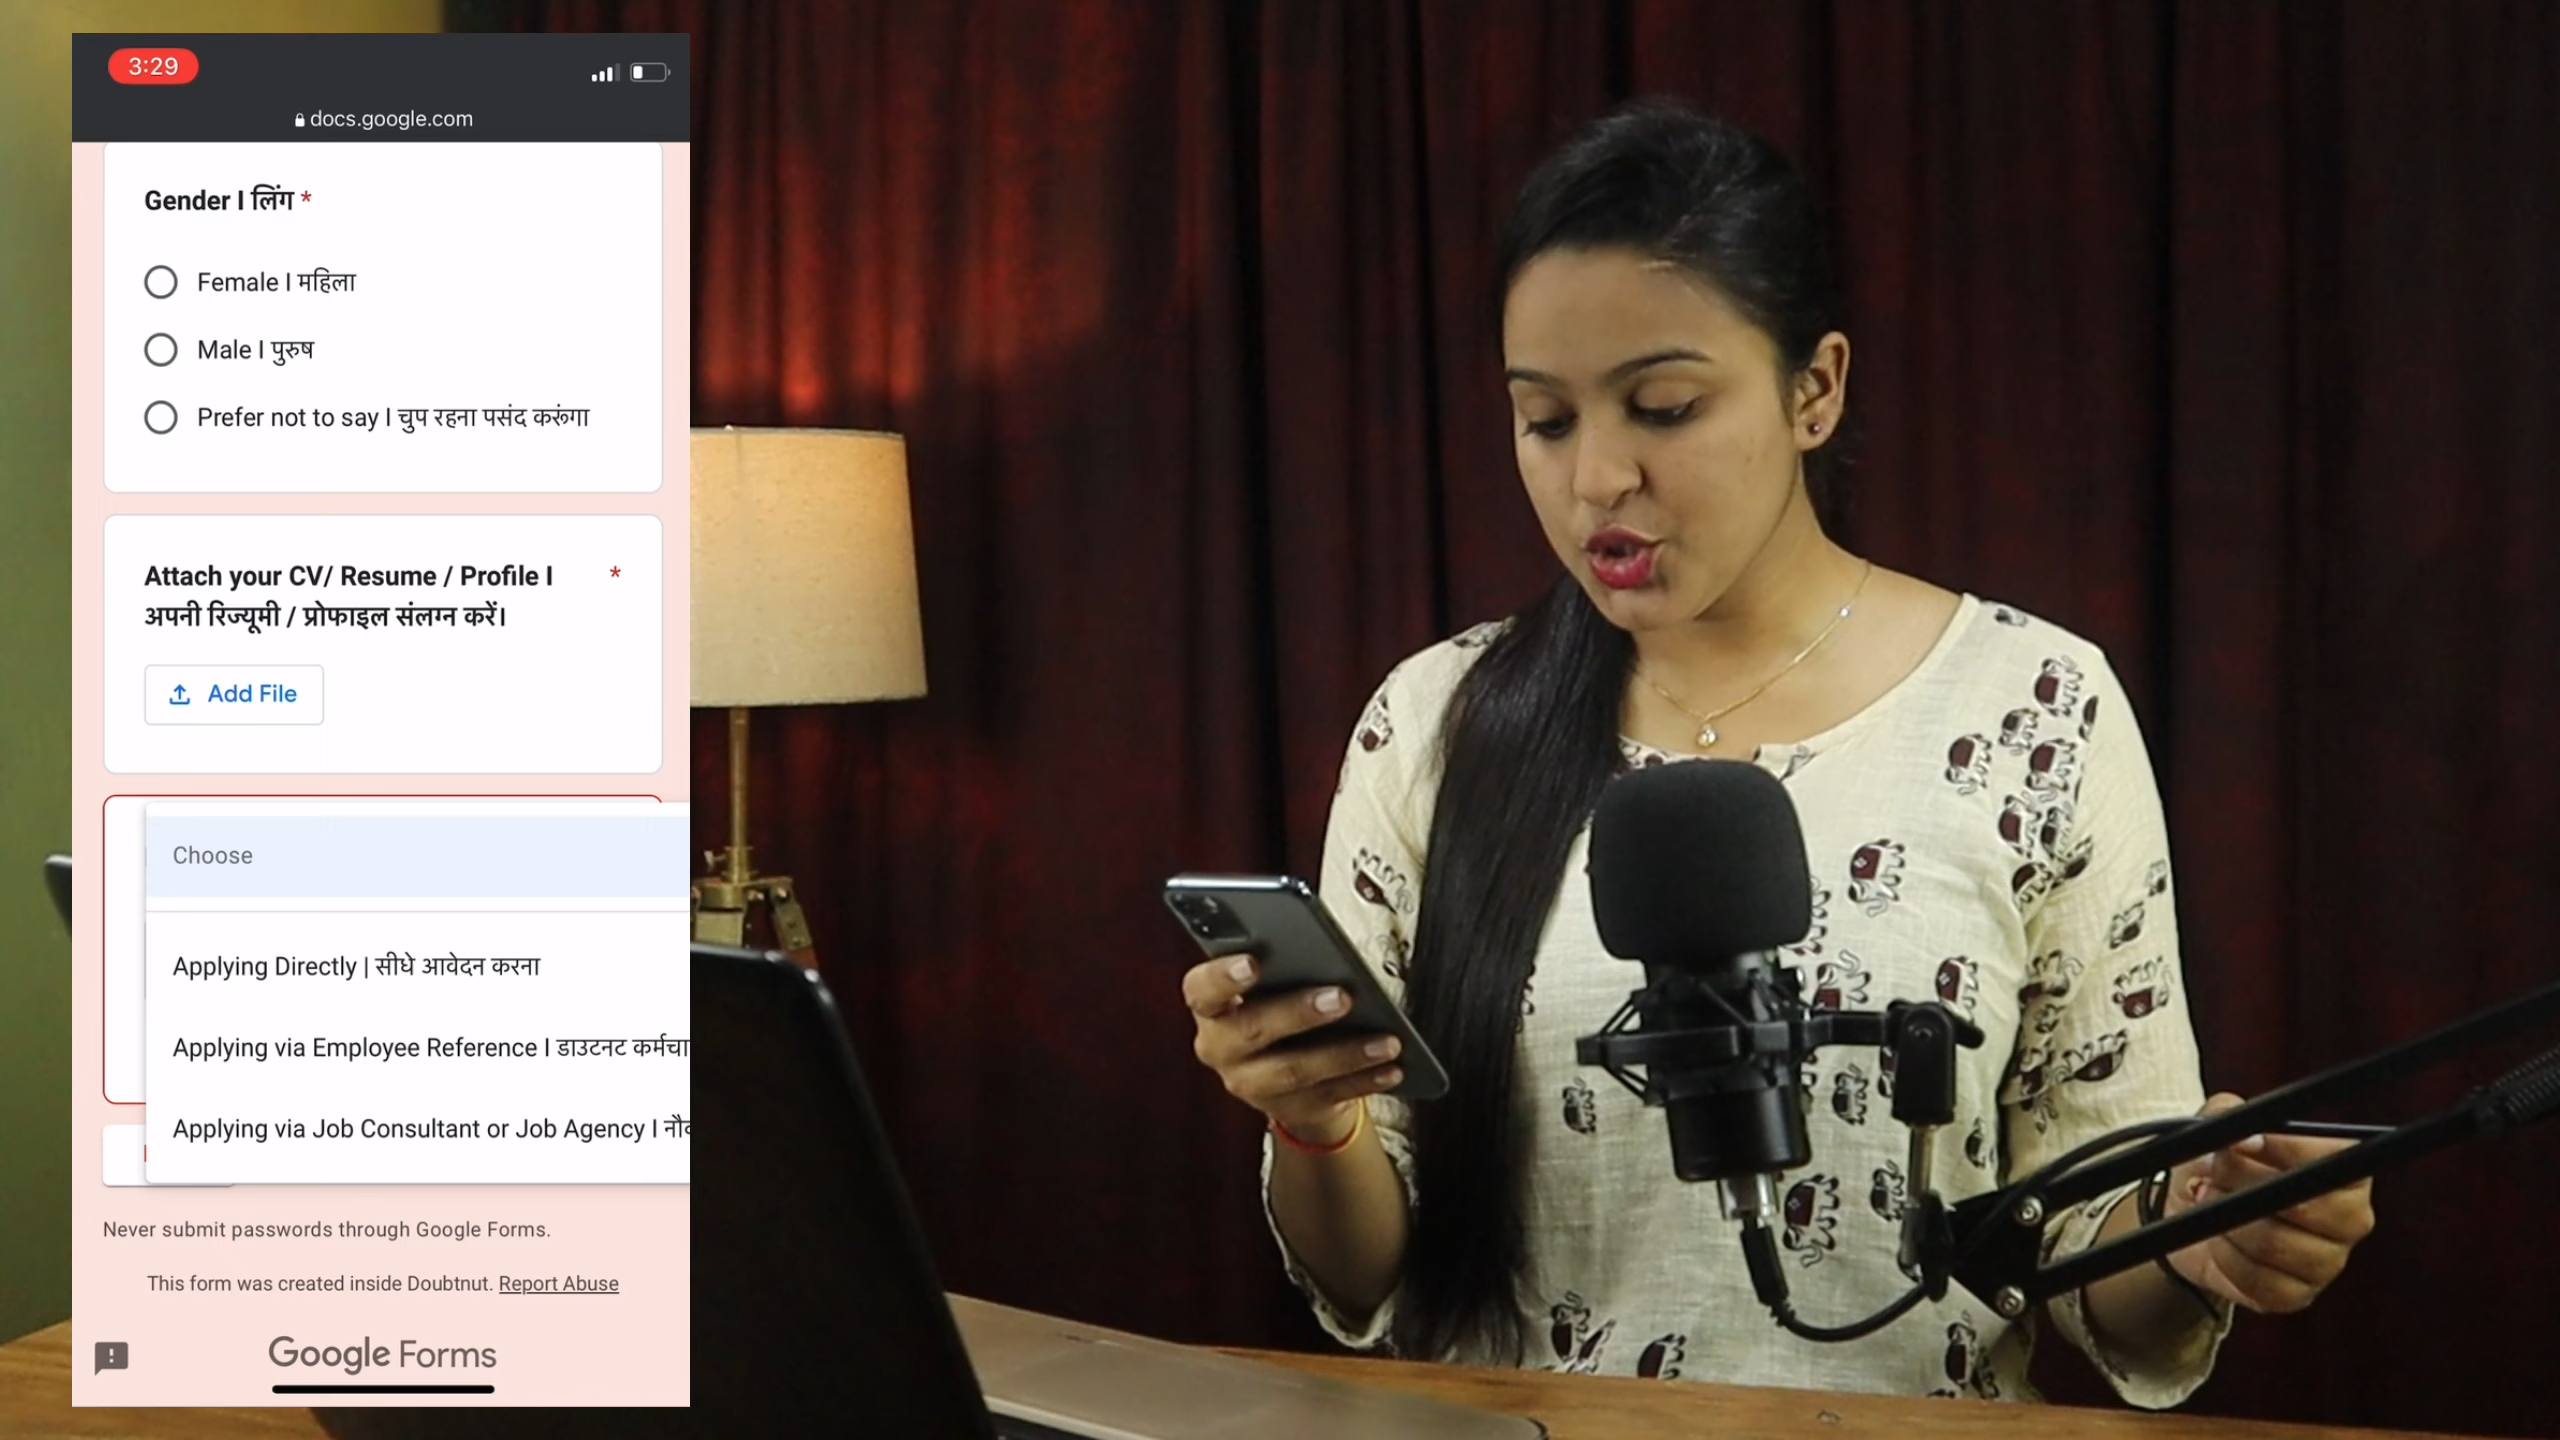 3:29
docs.google.com
Gender I लिंग *
Female I महिला
Male I पुरुष
Prefer not to say I चुप रहना पसंद करूंगा
Attach your CV/ Resume / Profile I *
अपनी रिज्यूमी / प्रोफाइल संलग्न करें।
Add File
Choose
Applying Directly | सीधे आवेदन करना
Applying via Employee Reference I डाउटनट
Applying via Job Consultant or Job Agency I
Never submit passwords through Google Forms.
This form was created inside Doubtnut. Report Abuse
Google Forms